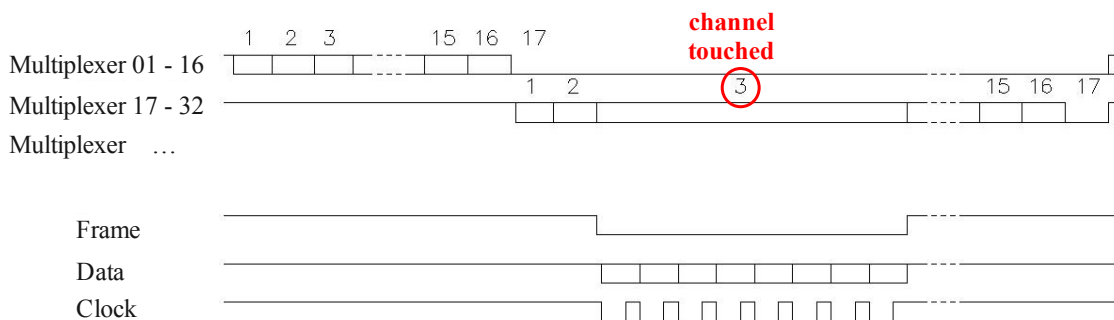 channel
touched
1 2 3 15 16 17
Multiplexer 01 - 16
1 2 3 15 16 17
Multiplexer 17 - 32
Multiplexer …
Frame
Data
Clock